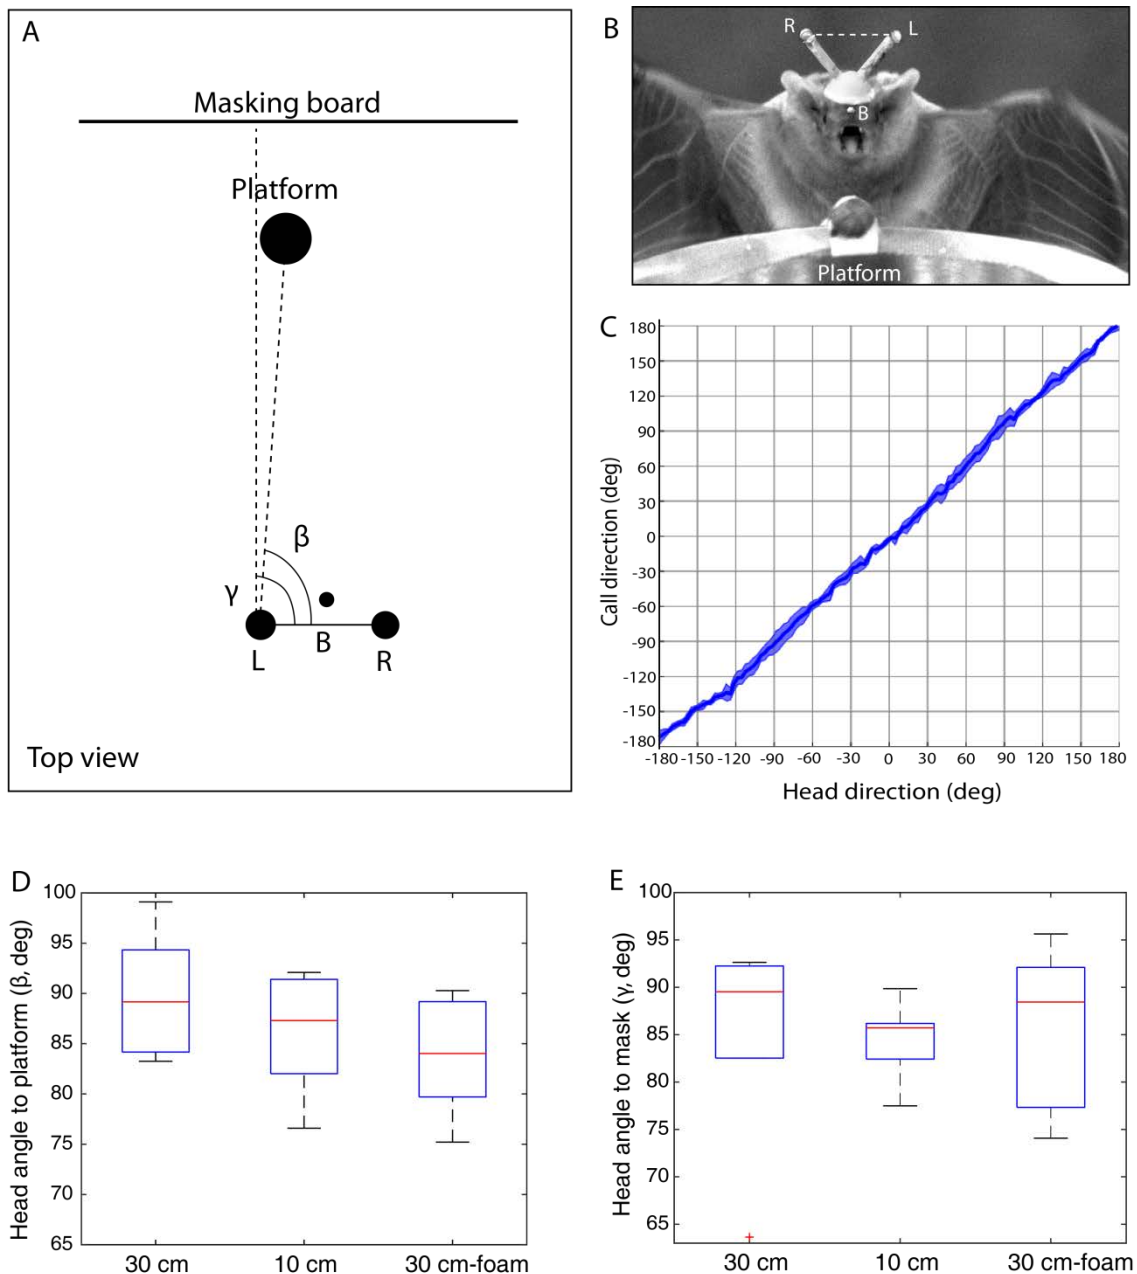 A
Masking board
Platform
β
γ
B
L
R
Top view
B
R
L
B
Platform
C
180
150
120
90
60
30
0
-30
-60
-90
-120
-150
-180
Call direction (deg)
-180 -150 -120 -90 -60 -30 0 30 60 90 120 150 180
Head direction (deg)
D
100
95
90
85
80
75
70
65
Head angle to platform (β, deg)
30 cm 10 cm 30 cm-foam
E
100
95
90
85
80
75
70
65
Head angle to mask (γ, deg)
30 cm 10 cm 30 cm-foam